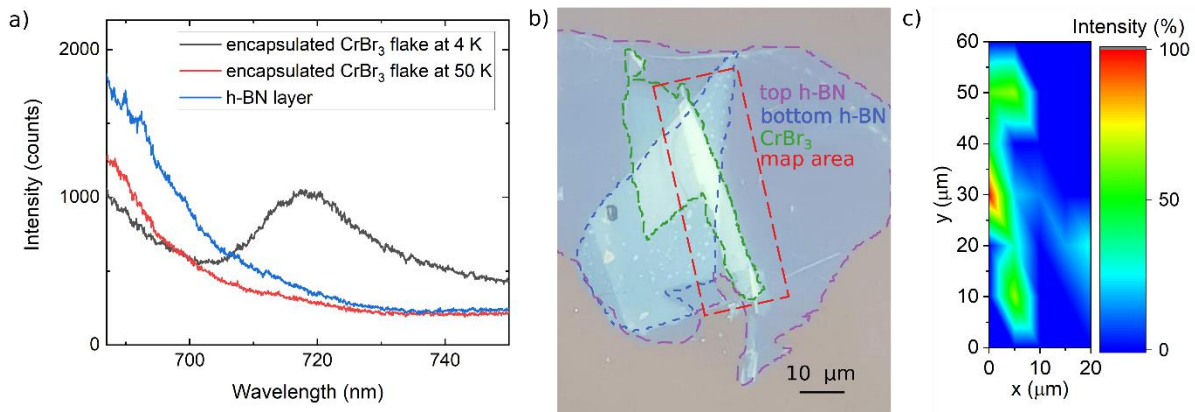 a)
2000
1000
0
Intensity (counts)
encapsulated CrBr₃ flake at 4 K
encapsulated CrBr₃ flake at 50 K
h-BN layer
700
720
740
Wavelength (nm)
b)
top h-BN
bottom h-BN
CrBr₃
map area
10 μm
c)
Intensity (%)
60
50
40
30
20
10
0
y (μm)
0
10
20
x (μm)
100
0